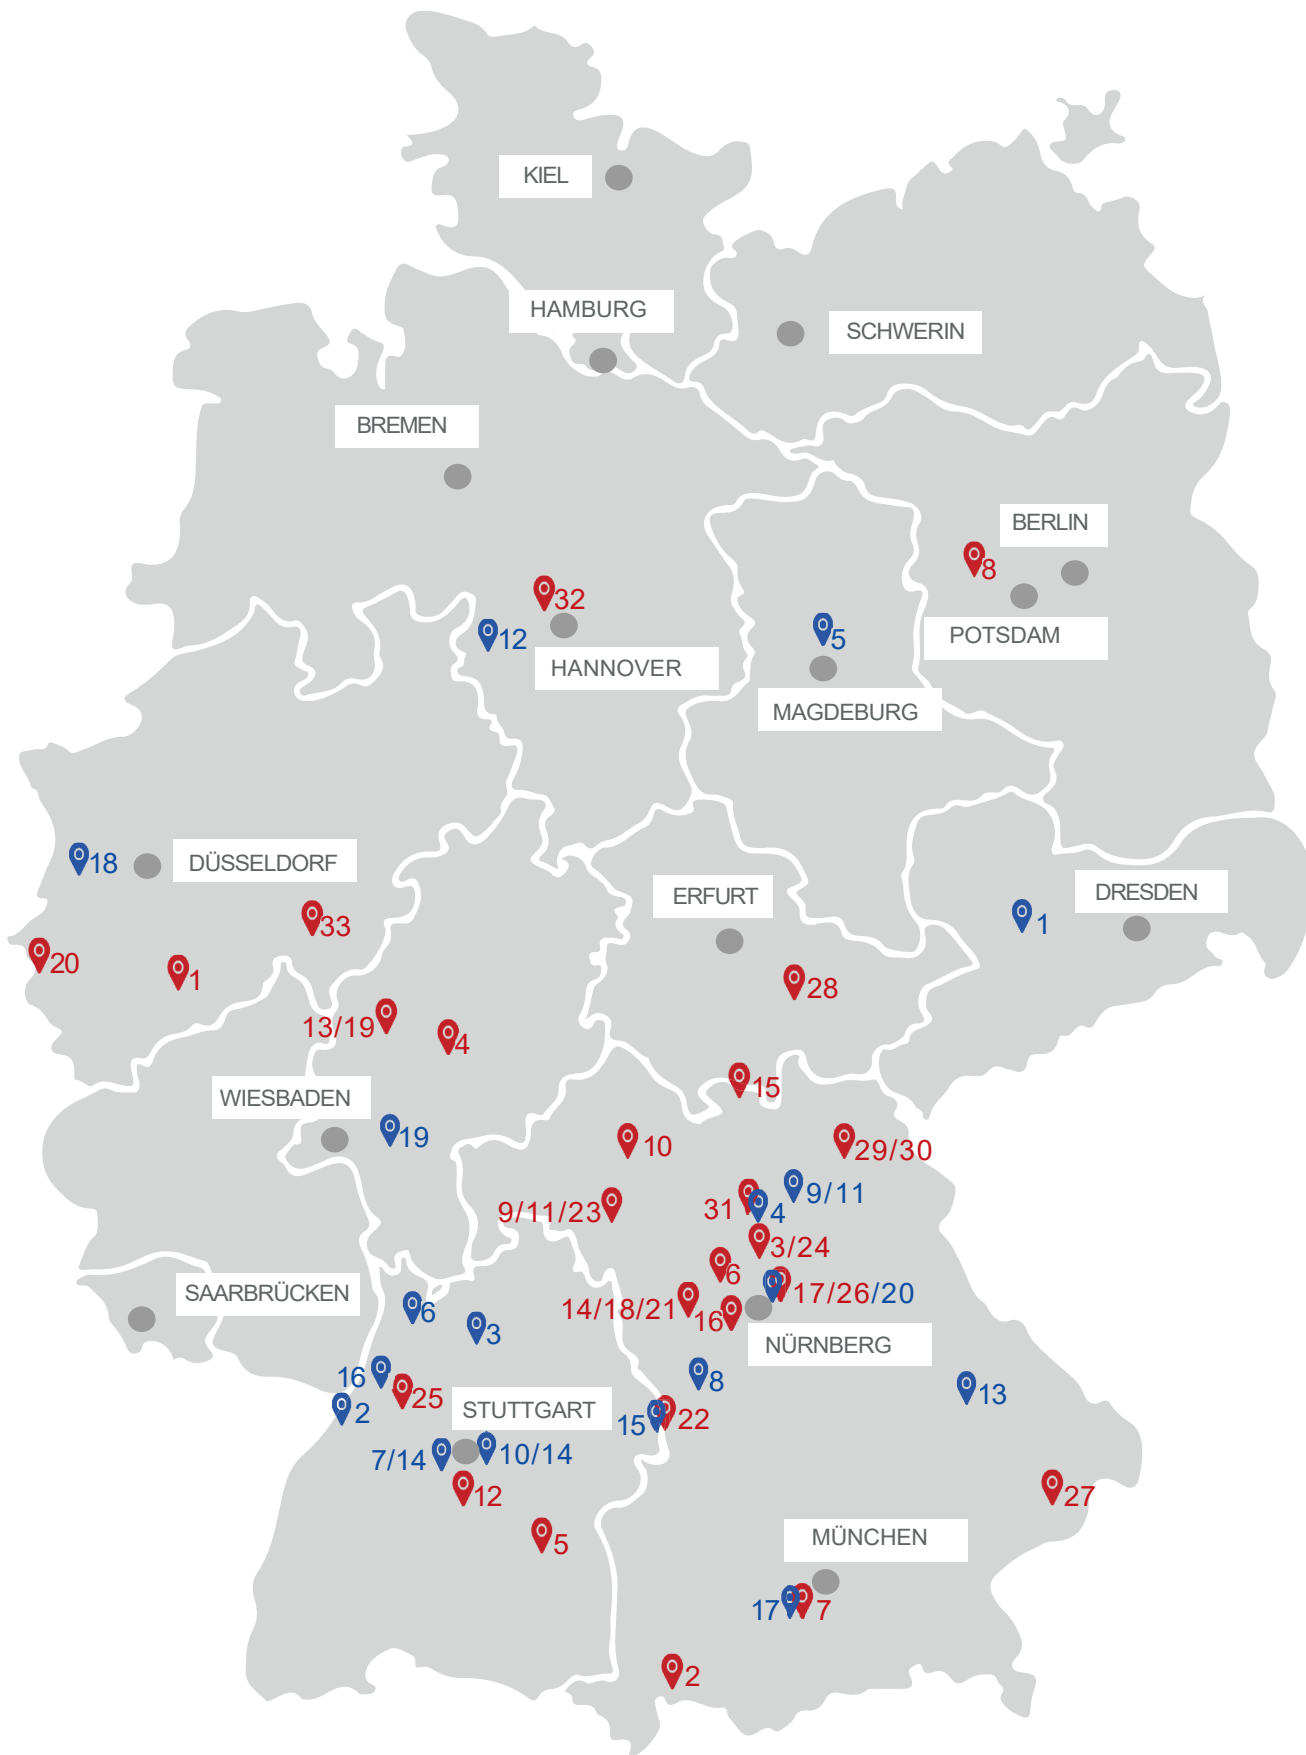 KIEL
HAMBURG
SCHWERIN
BREMEN
BERLIN
8
32
POTSDAM
12
5
HANNOVER
MAGDEBURG
18
DÜSSELDORF
ERFURT
DRESDEN
33
1
20
1
28
13/19
4
15
WIESBADEN
19
10
29/30
9/11
31
4
9/11/23
3/24
6
SAARBRÜCKEN
17/26/20
14/18/21
16
6
3
NÜRNBERG
16
8
25
13
2
STUTTGART
15
22
7/14
10/14
12
27
5
MÜNCHEN
17
7
2